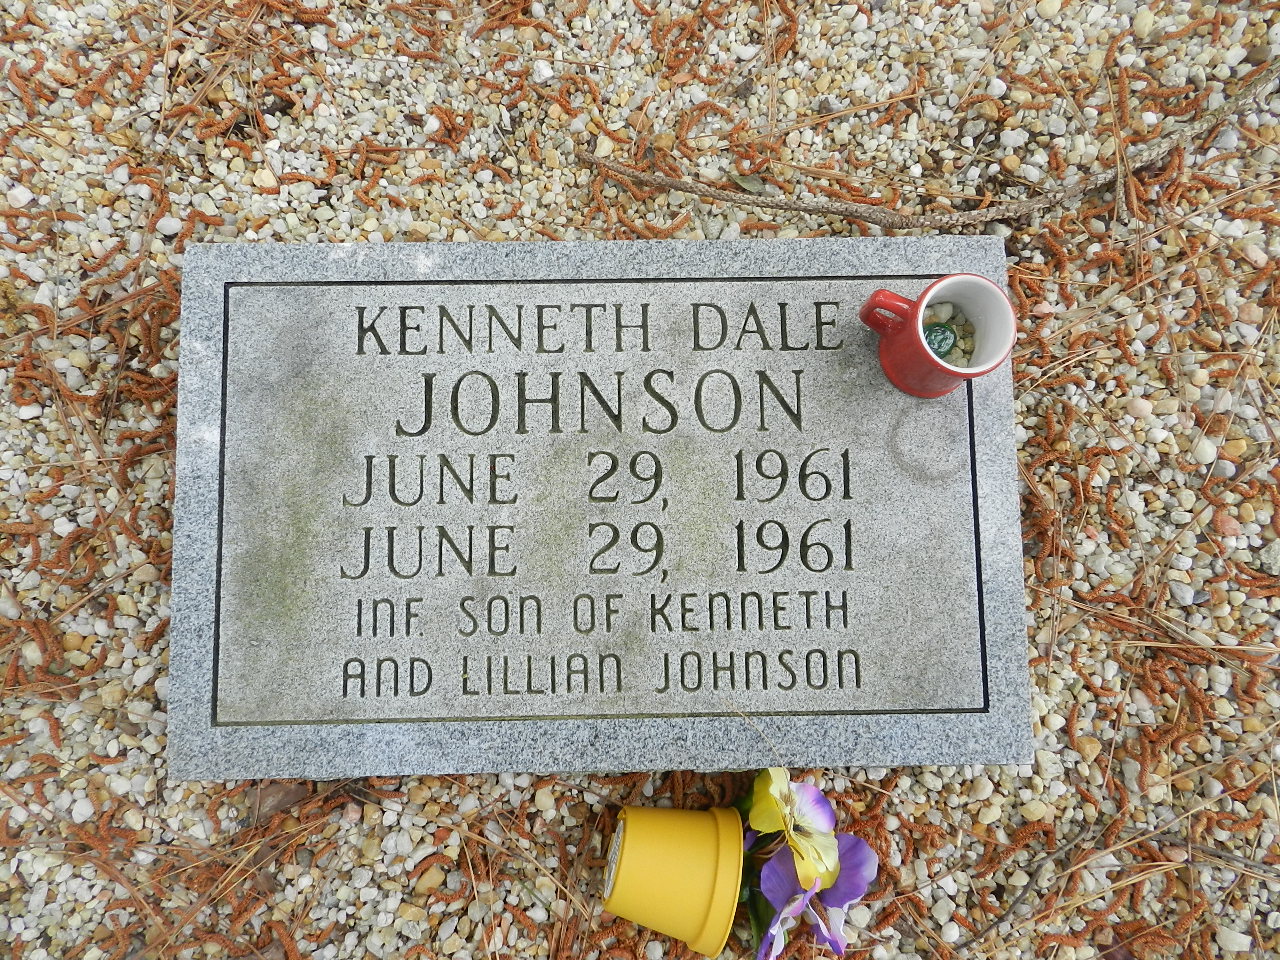 KENNETH DALE
JOHNSON
JUNE 29, 1961
JUNE 29, 1961
INF. SON OF KENNETH
AND LILLIAN JOHNSON